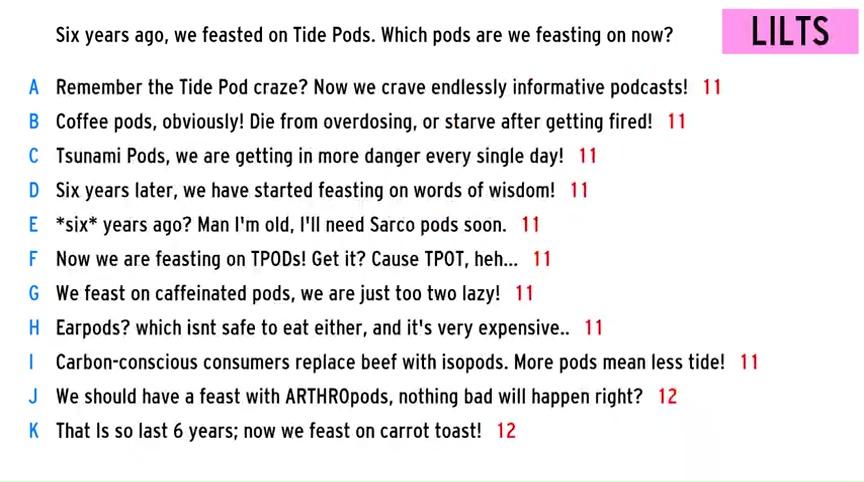 Six years ago, we feasted on Tide Pods. Which pods are we feasting on now?
LILTS
A Remember the Tide Pod craze? Now we crave endlessly informative podcasts! 11
B Coffee pods, obviously! Die from overdosing, or starve after getting fired! 11
C Tsunami Pods, we are getting in more danger every single day! 11
D Six years later, we have started feasting on words of wisdom! 11
E *six* years ago? Man I'm old, I'll need Sarco pods soon. 11
F Now we are feasting on TPODs! Get it? Cause TPOT, heh... 11
G We feast on caffeinated pods, we are just too two lazy! 11
H Earpods? which isnt safe to eat either, and it's very expensive.. 11
I Carbon-conscious consumers replace beef with isopods. More pods mean less tide! 11
J We should have a feast with ARTHROpods, nothing bad will happen right? 12
K That Is so last 6 years; now we feast on carrot toast! 12